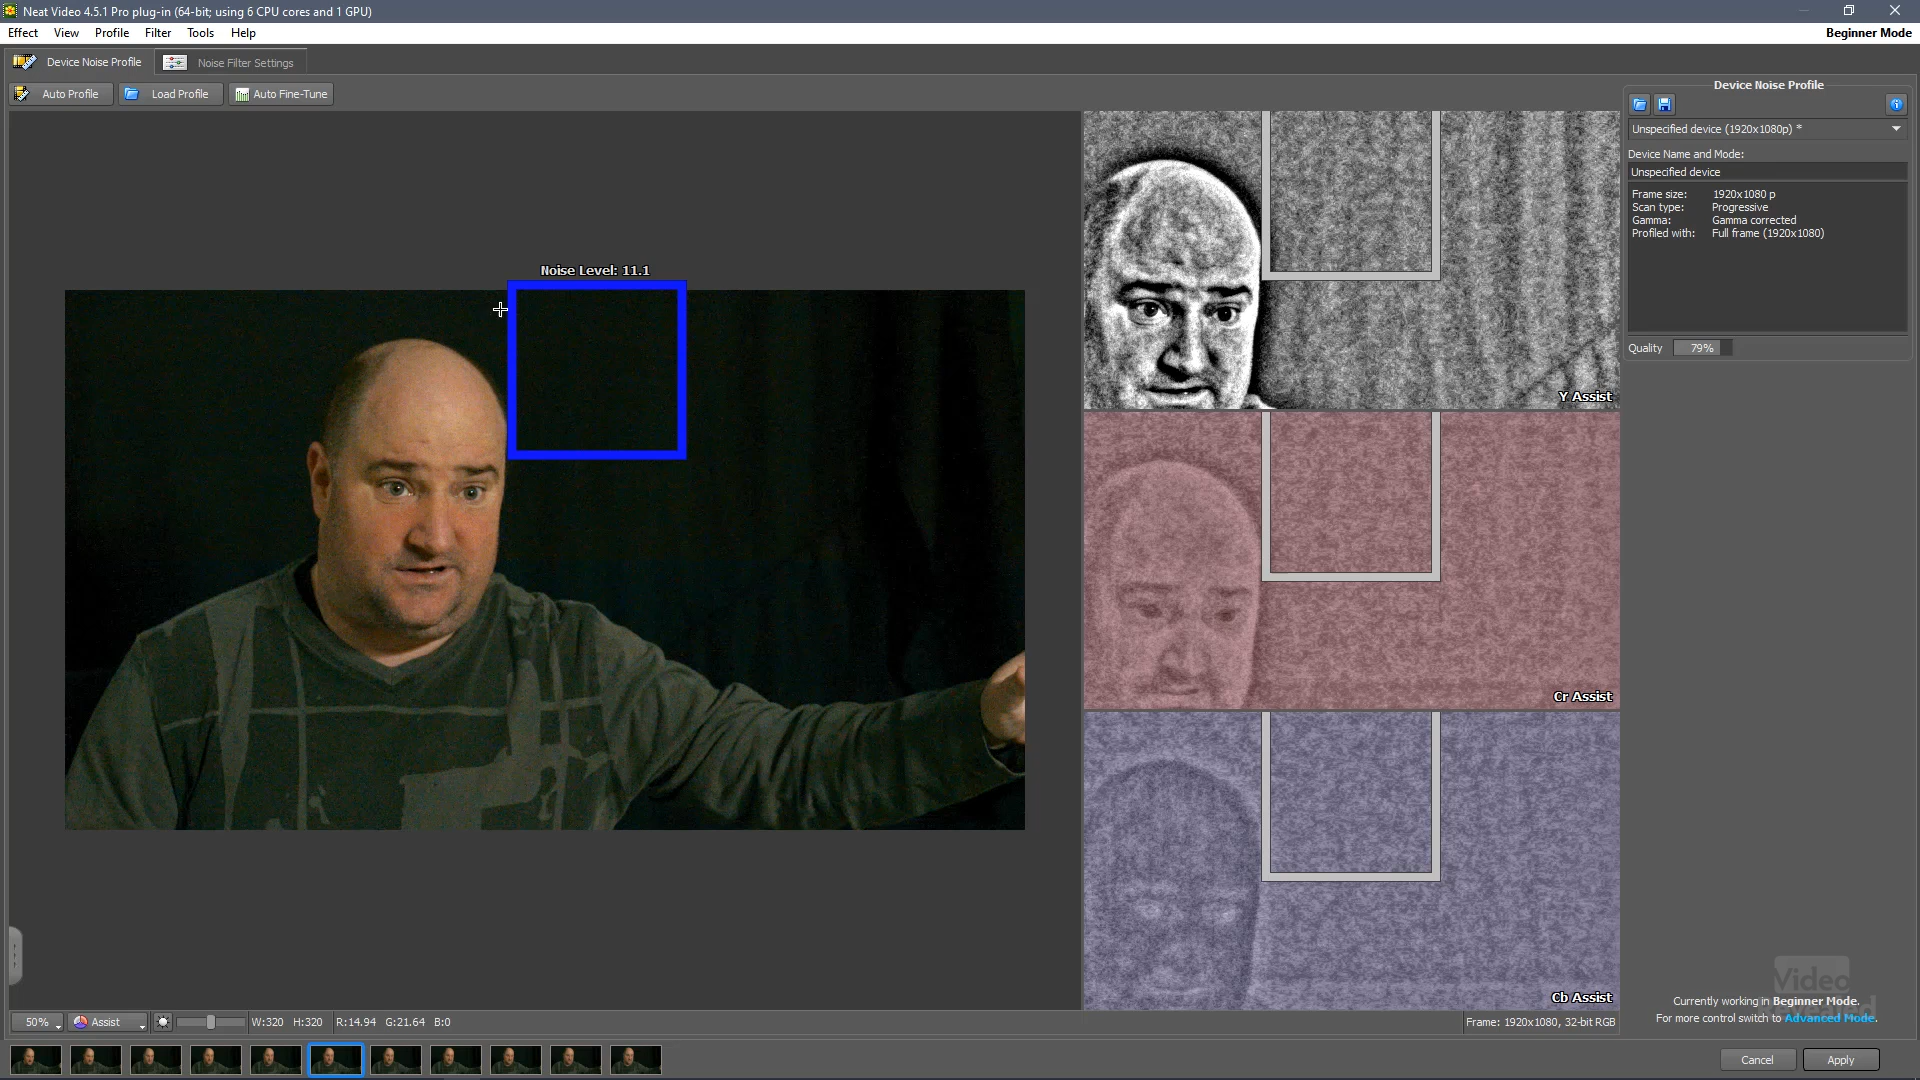 Neat Video 4.5.1 Pro plug-in (64-bit; using 6 CPU cores and 1 GPU)
Effect View Profile Filter Tools Help
Beginner Mode
Device Noise Profile
Noise Filter Settings
Auto Profile
Load Profile
Auto Fine-Tune
Device Noise Profile
Unspecified device (1920x1080p) *
Device Name and Mode:
Unspecified device
Frame size: 1920x1080 p
Scan type: Progressive
Gamma: Gamma corrected
Profiled with: Full frame (1920x1080)
Quality 79%
Noise Level: 11.1
Y Assist
Cr Assist
Cb Assist
Video
Revealed
Currently working in Beginner Mode.
For more control switch to Advanced Mode.
50% Assist W:320 H:320 R:14.94 G:21.64 B:0
Frame: 1920x1080, 32-bit RGB
Cancel Apply